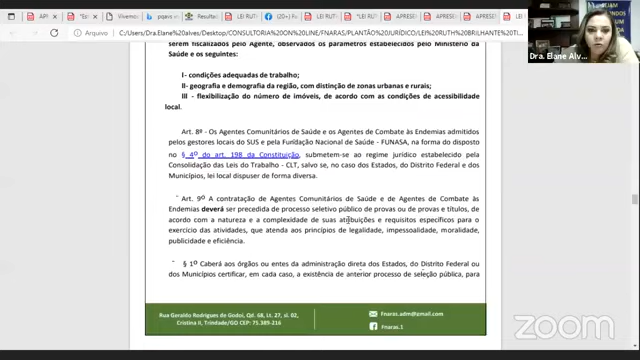 LEI RUTH
APRESE
"LEI RUTI
APRESE
APRESE
LEI R
Vivemo
pva s
Resultado
C:/Users/Elane%20alves/Desktop/CONSULTORIA%20ON%20LINE/FNARAS/PLANTÃO%20JURÍDICO/LEI%20RUTH%20BRILHANTE%20TI...
Dra. Elane Alv...
serem fiscalizados pelo Agente, observados os parâmetros estabelecidos pelo Ministério da
Saúde e os seguintes:
I- condições adequadas de trabalho;
II- geografia e demografia da região, com distinção de zonas urbanas e rurais;
III - flexibilização do número de imóveis, de acordo com as condições de acessibilidade
local.
Art. 8º - Os Agentes Comunitários de Saúde e os Agentes de Combate às Endemias admitidos
pelos gestores locais do SUS e pela Fundação Nacional de Saúde - FUNASA, na forma do disposto
no § 4º do art. 198 da Constituição, submetem-se ao regime jurídico estabelecido pela
Consolidação das Leis do Trabalho - CLT, salvo se, no caso dos Estados, do Distrito Federal e dos
Municípios, lei local dispuser de forma diversa.
Art. 9º A contratação de Agentes Comunitários de Saúde e de Agentes de Combate às
Endemias deverá ser precedida de processo seletivo público de provas ou de provas e títulos, de
acordo com a natureza e a complexidade de suas atribuições e requisitos específicos para o
exercício das atividades, que atenda aos princípios de legalidade, impessoalidade, moralidade,
publicidade e eficiência.
§ 1º Caberá aos órgãos ou entes da administração direta dos Estados, do Distrito Federal ou
dos Municípios certificar, em cada caso, a existência de anterior processo de seleção pública, para
Rua Geraldo Rodrigues de Godoi, Qd. 68, Lt. 27, sl. 02,
Cristina II, Trindade/GO CEP: 75.389-216
Fnaras.adm@gmail.com
Fnaras.1
zoom